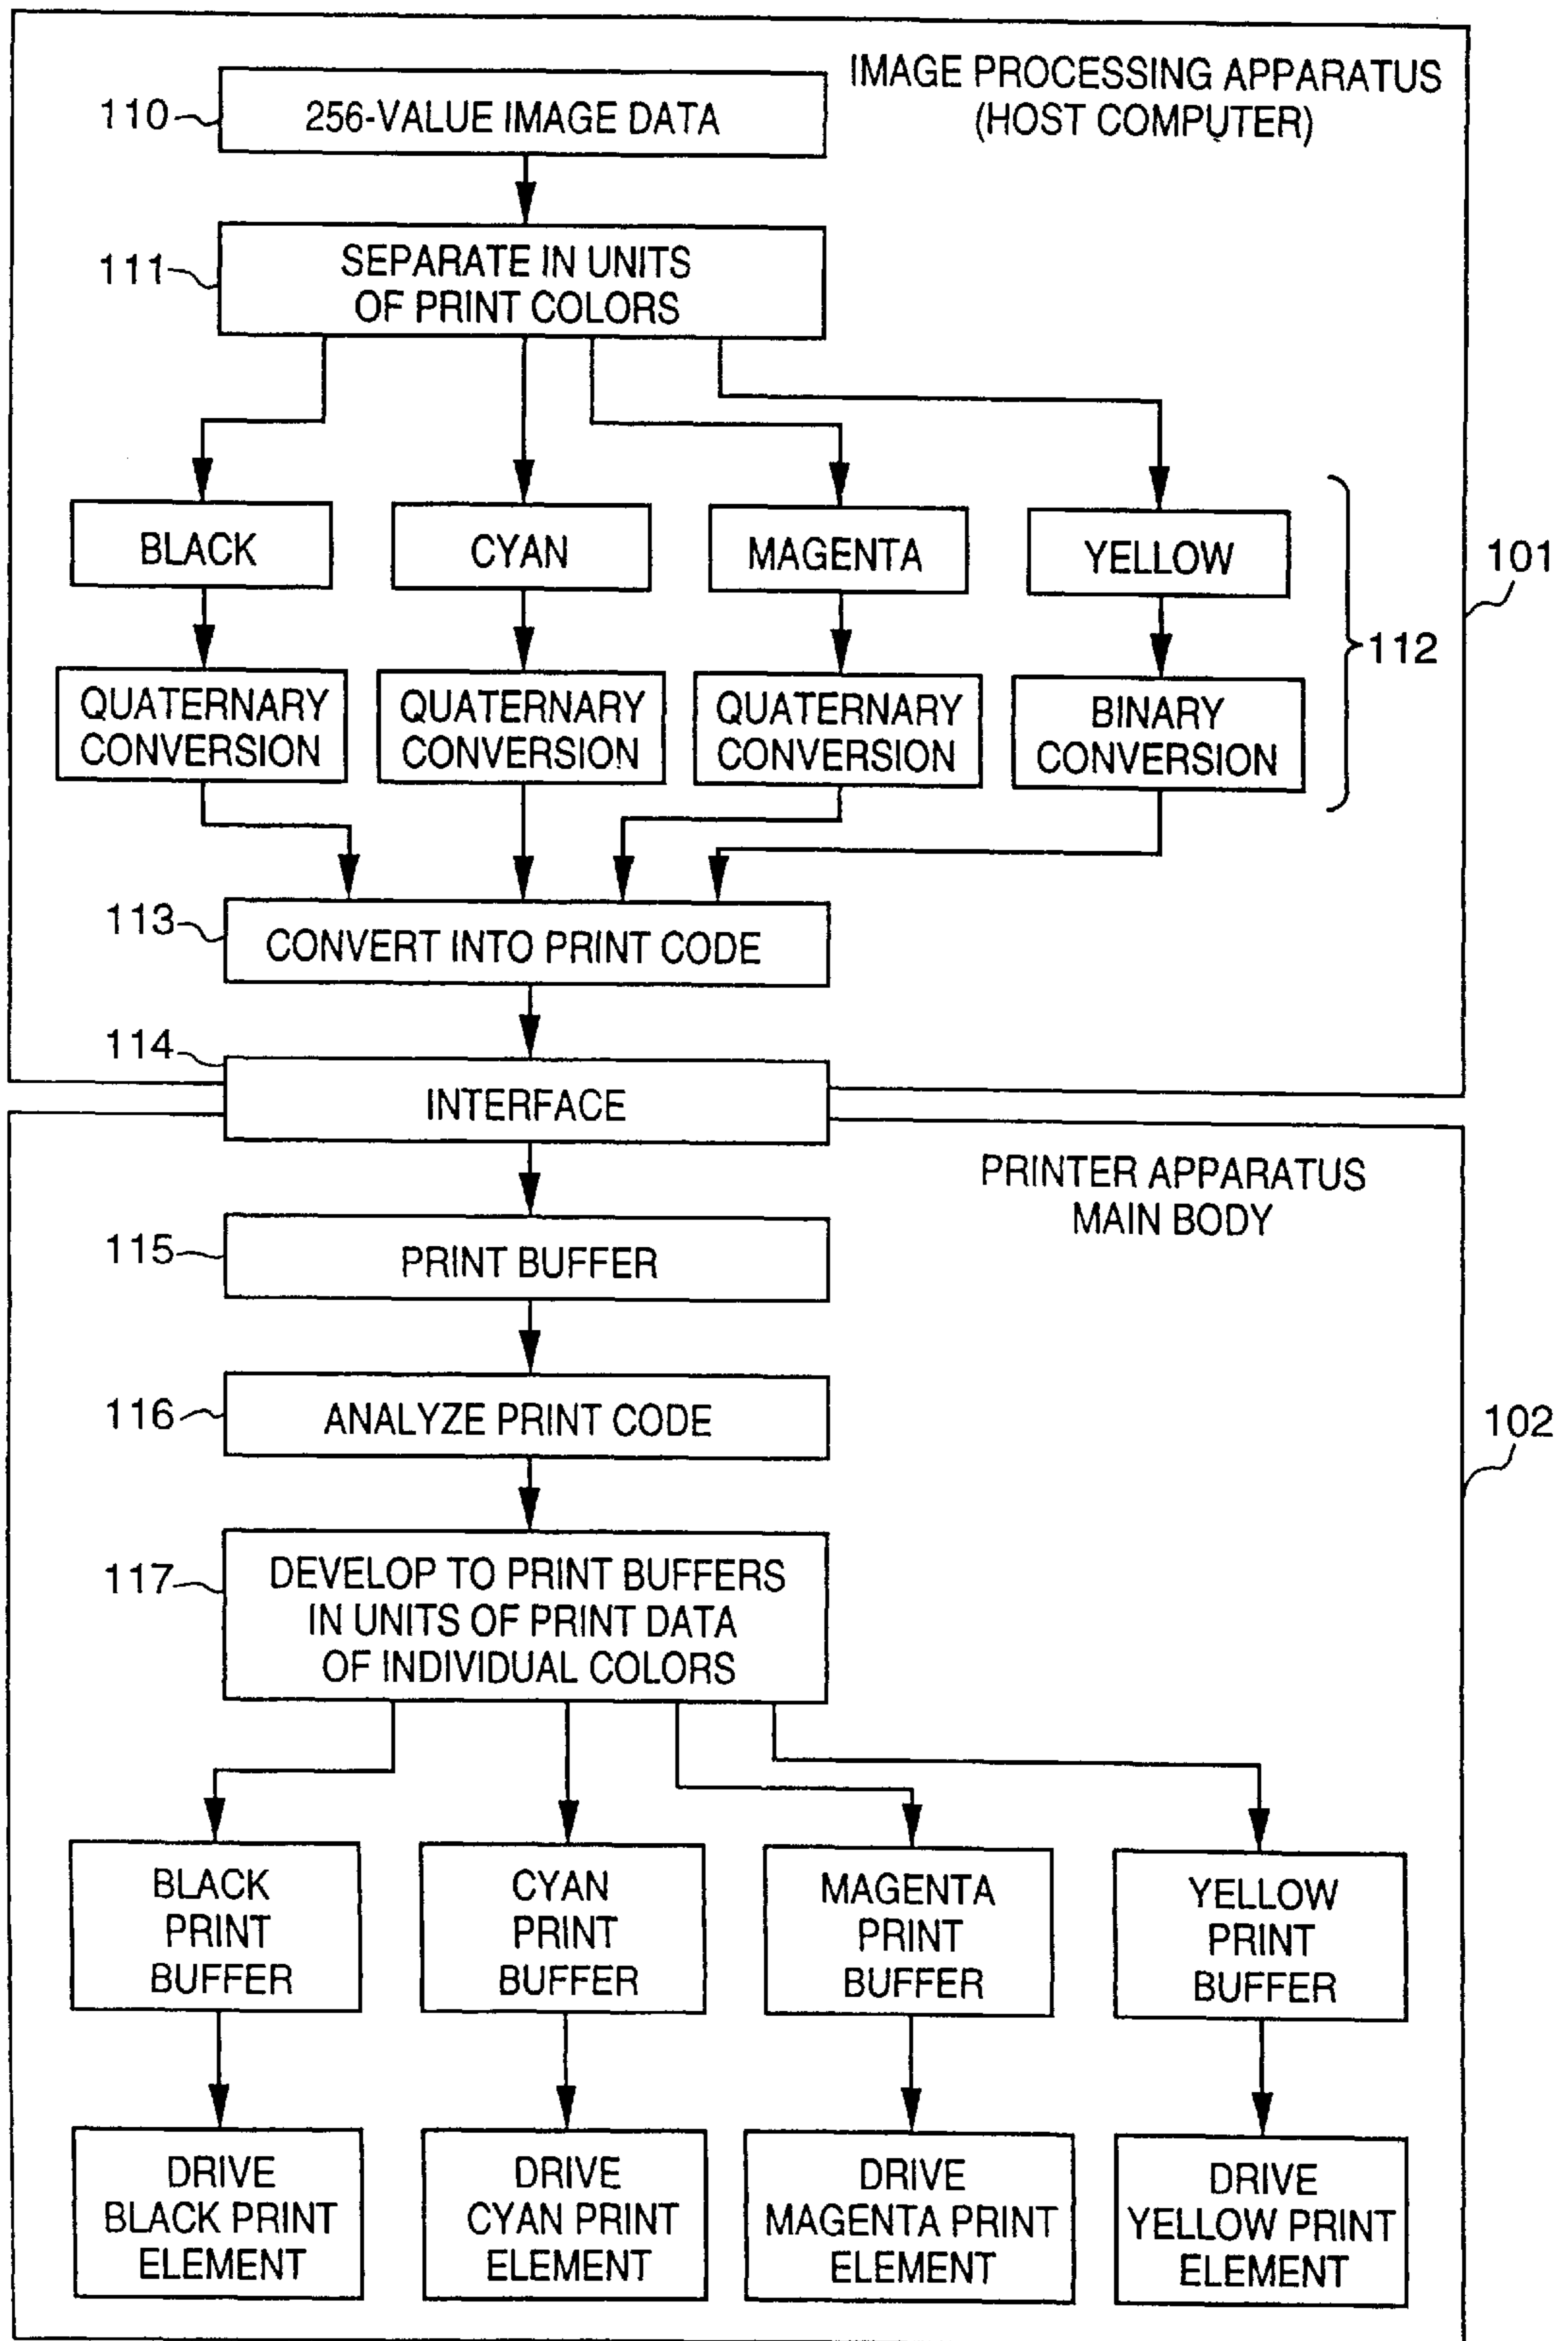 IMAGE PROCESSING APPARATUS
(HOST COMPUTER)
110
256-VALUE IMAGE DATA
111
SEPARATE IN UNITS
OF PRINT COLORS
BLACK
CYAN
MAGENTA
YELLOW
101
112
QUATERNARY
CONVERSION
QUATERNARY
CONVERSION
QUATERNARY
CONVERSION
BINARY
CONVERSION
113
CONVERT INTO PRINT CODE
114
INTERFACE
PRINTER APPARATUS
MAIN BODY
115
PRINT BUFFER
116
ANALYZE PRINT CODE
102
117
DEVELOP TO PRINT BUFFERS
IN UNITS OF PRINT DATA
OF INDIVIDUAL COLORS
BLACK
PRINT
BUFFER
CYAN
PRINT
BUFFER
MAGENTA
PRINT
BUFFER
YELLOW
PRINT
BUFFER
DRIVE
BLACK PRINT
ELEMENT
DRIVE
CYAN PRINT
ELEMENT
DRIVE
MAGENTA PRINT
ELEMENT
DRIVE
YELLOW PRINT
ELEMENT